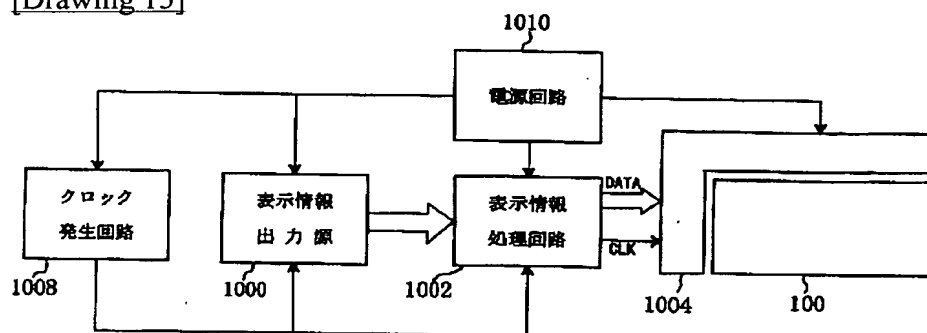 [Drawing 15]
1010
電源回路
クロック
発生回路
表示情報
出力源
表示情報
処理回路
DATA
CLK
1008
1000
1002
1004
100